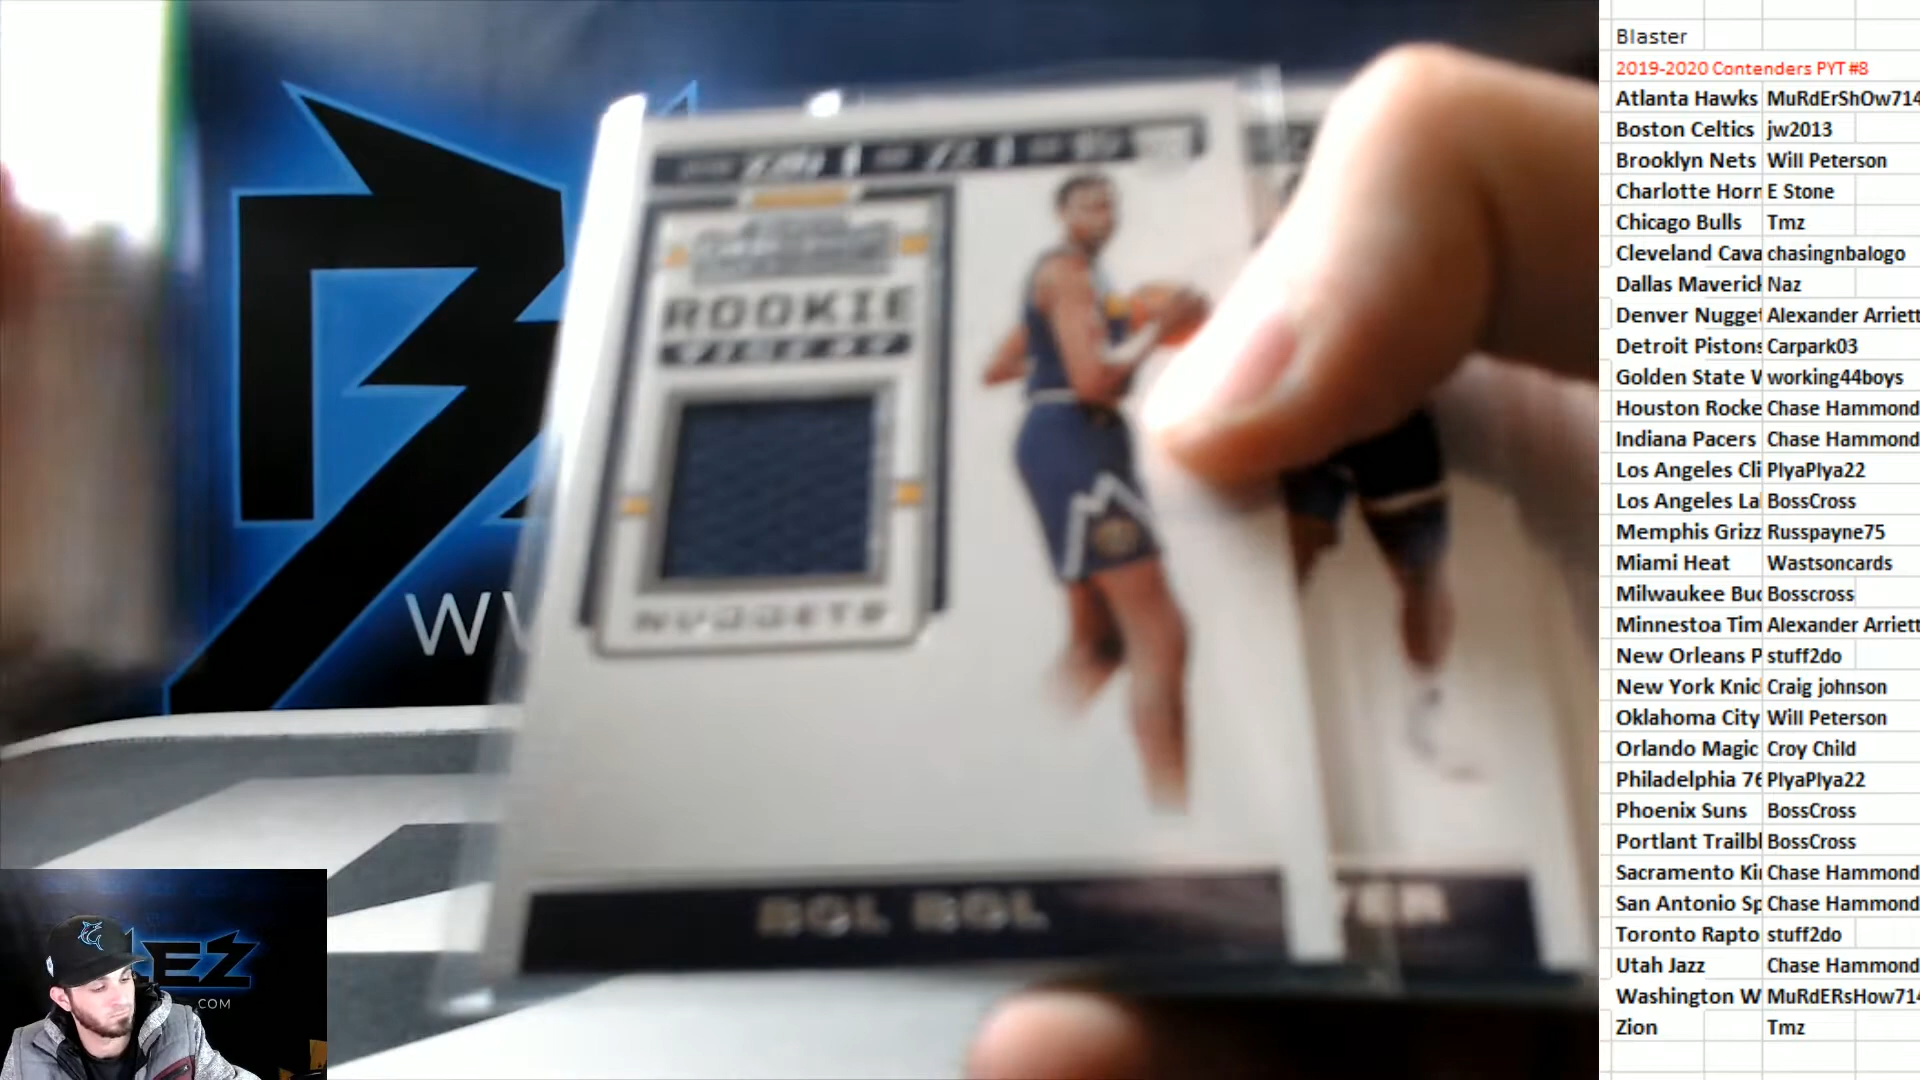 Blaster
2019-2020 Contenders PYT #8
Atlanta Hawks MuRdErShOw714
Boston Celtics jw2013
Brooklyn Nets Will Peterson
Charlotte Horn E Stone
Chicago Bulls Tmz
Cleveland Cava chasingnbalogo
Dallas Maverick Naz
Denver Nugget Alexander Arriett
Detroit Pistons Carpark03
Golden State W working44boys
Houston Rocke Chase Hammond
Indiana Pacers Chase Hammond
Los Angeles Cli PlyaPlya22
Los Angeles La BossCross
Memphis Grizz Russpayne75
Miami Heat Wastsoncards
Milwaukee Buc Bosscross
Minnestoa Tim Alexander Arriett
New Orleans P stuff2do
New York Knic Craig johnson
Oklahoma City Will Peterson
Orlando Magic Croy Child
Philadelphia 76 PlyaPlya22
Phoenix Suns BossCross
Portlant Trailbl BossCross
Sacramento Ki Chase Hammond
San Antonio Sp Chase Hammond
Toronto Rapto stuff2do
Utah Jazz Chase Hammond
Washington W MuRdERsHow714
Zion Tmz
ROOKIE
TICKET
NUGGETS
BOL BOL
VER
WW
LEZ
.COM